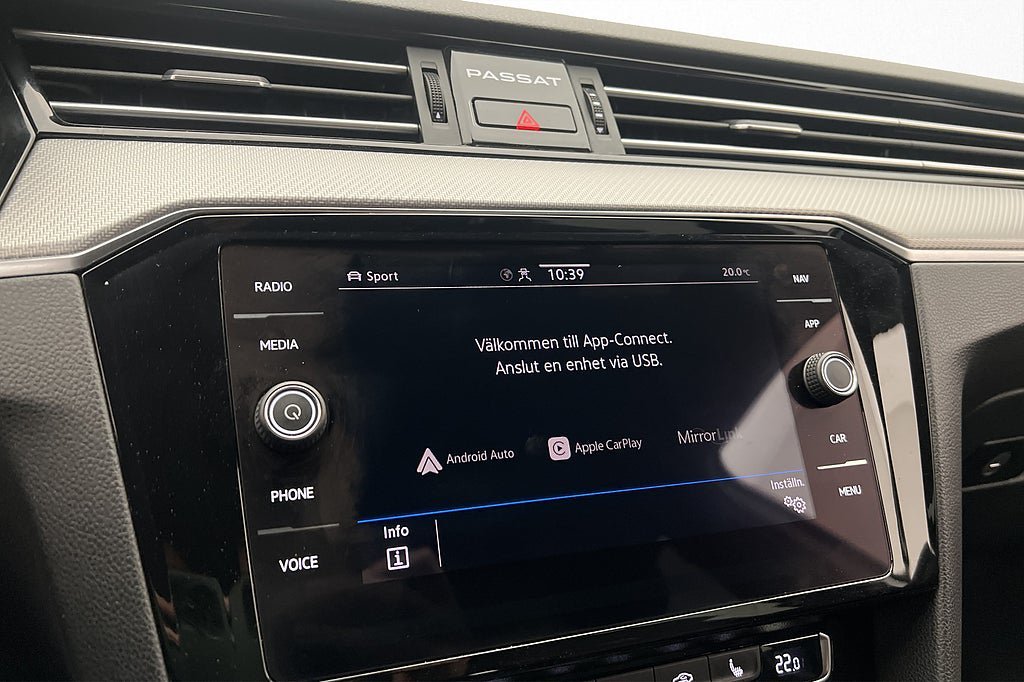 PASSAT
RADIO
Sport
10:39
20.0°C
NAV
MEDIA
APP
Välkommen till App-Connect.
Anslut en enhet via USB.
Android Auto
Apple CarPlay
MirrorLink
CAR
PHONE
Inställn.
MENU
Info
VOICE
22.0